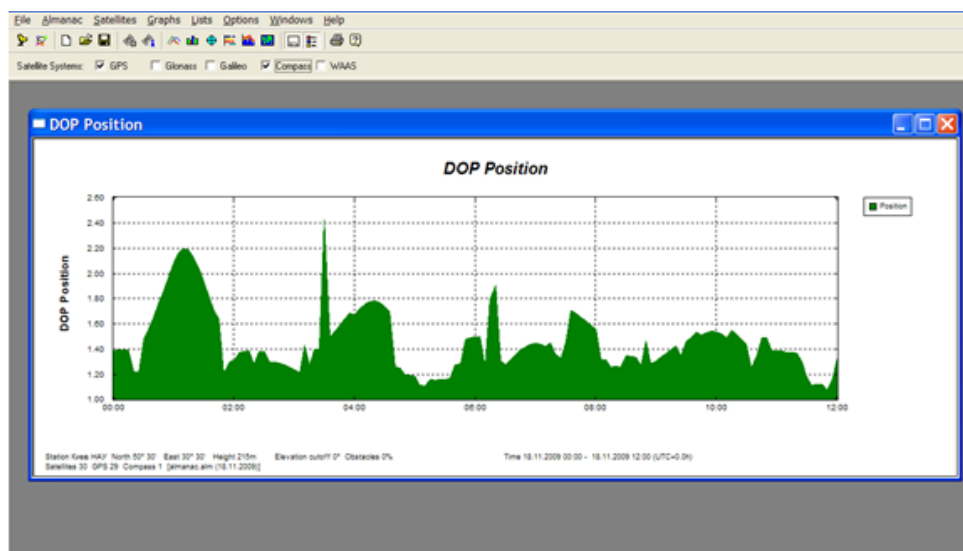 File Almanac Satellites Graphs Lists Options Windows Help
Satellite Systems: GPS Glonass Galileo Compass WAAS
DOP Position
DOP Position
Position
DOP Position
2.60
2.40
2.20
2.00
1.80
1.60
1.40
1.20
1.00
00:00 02:00 04:00 06:00 08:00 10:00 12:00
Station North 50° 30' East 30° 30' Height 215m Elevation cutoff 0° Obstacles 0% Time 18.11.2009 00:00 - 18.11.2009 12:00 (UTC+0.0h)
Satellites 30 GPS 29 Compass 1 [almanac.alm (18.11.2009)]